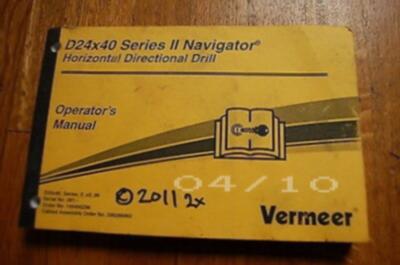 D24x40 Series II Navigator®
Horizontal Directional Drill
Operator's
Manual
©2011 2x
04/10
Vermeer